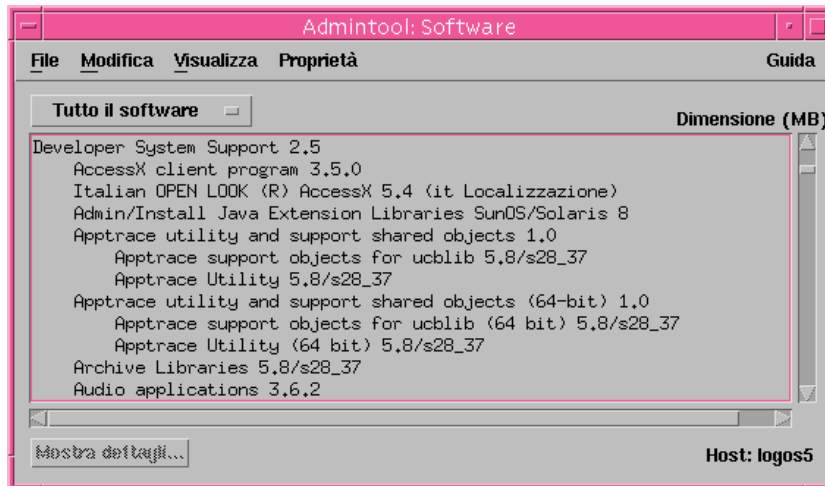 Admintool: Software
File Modifica Visualizza Proprietà Guida
Tutto il software
Dimensione (MB)
Developer System Support 2.5
AccessX client program 3.5.0
Italian OPEN LOOK (R) AccessX 5.4 (it Localizzazione)
Admin/Install Java Extension Libraries SunOS/Solaris 8
Apptrace utility and support shared objects 1.0
Apptrace support objects for ucblib 5.8/s28_37
Apptrace Utility 5.8/s28_37
Apptrace utility and support shared objects (64-bit) 1.0
Apptrace support objects for ucblib (64 bit) 5.8/s28_37
Apptrace Utility (64 bit) 5.8/s28_37
Archive Libraries 5.8/s28_37
Audio applications 3.6.2
Mostra dettagli...
Host: logos5